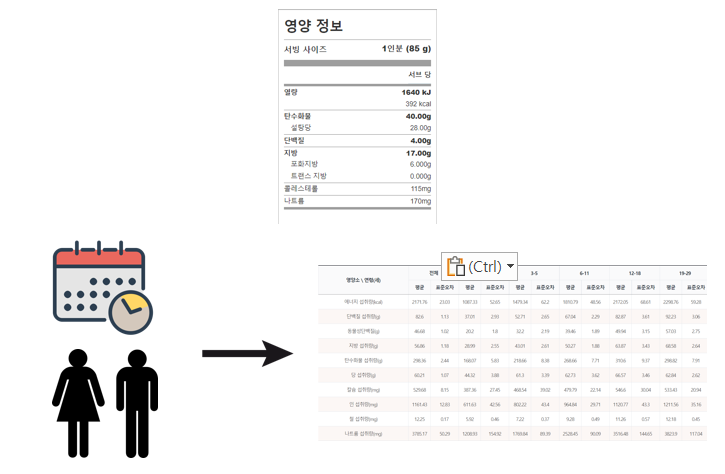 영양 정보
서빙 사이즈 1인분 (85 g)
서브 당
열량 1640 kJ
392 kcal
탄수화물 40.00g
설탕당 28.00g
단백질 4.00g
지방 17.00g
포화지방 6.000g
트랜스 지방 0.000g
콜레스테롤 115mg
나트륨 170mg
(Ctrl)
영양소 \ 연령(세) 전체 3-5 6-11 12-18 19-29
평균 표준오차 평균 표준오차 평균 표준오차 평균 표준오차 평균 표준오차 평균 표준오차
에너지 섭취량(kcal) 2171.76 23.03 1087.33 52.65 1479.34 62.2 1910.79 48.56 2172.05 68.61 2298.76 59.28
단백질 섭취량(g) 82.6 1.13 37.01 2.93 52.71 2.65 67.04 2.29 82.87 3.61 92.23 3.08
동물성단백질(g) 46.68 1.02 20.2 1.8 32.2 2.19 39.46 1.89 49.94 3.15 57.03 2.75
지방 섭취량(g) 56.86 1.18 28.99 2.55 43.01 2.61 50.27 1.88 63.87 3.43 68.58 2.64
탄수화물 섭취량(g) 298.36 2.44 168.07 5.83 218.66 8.38 268.66 7.71 310.6 9.37 298.82 7.91
당 섭취량(g) 60.21 1.07 44.32 3.88 61.3 3.39 62.73 3.62 66.57 3.46 62.84 2.62
칼슘 섭취량(mg) 529.68 8.15 387.36 27.45 468.54 39.02 479.79 22.14 546.6 30.04 533.43 20.94
인 섭취량(mg) 1141.43 12.83 611.63 42.56 802.22 43.4 964.84 29.71 1120.77 43.3 1211.56 35.16
철 섭취량(mg) 12.25 0.17 5.92 0.46 7.22 0.37 9.28 0.49 11.26 0.57 12.18 0.45
나트륨 섭취량(mg) 3785.17 50.29 1208.93 154.92 1769.84 89.39 2528.45 90.09 3516.48 144.65 3823.9 117.04